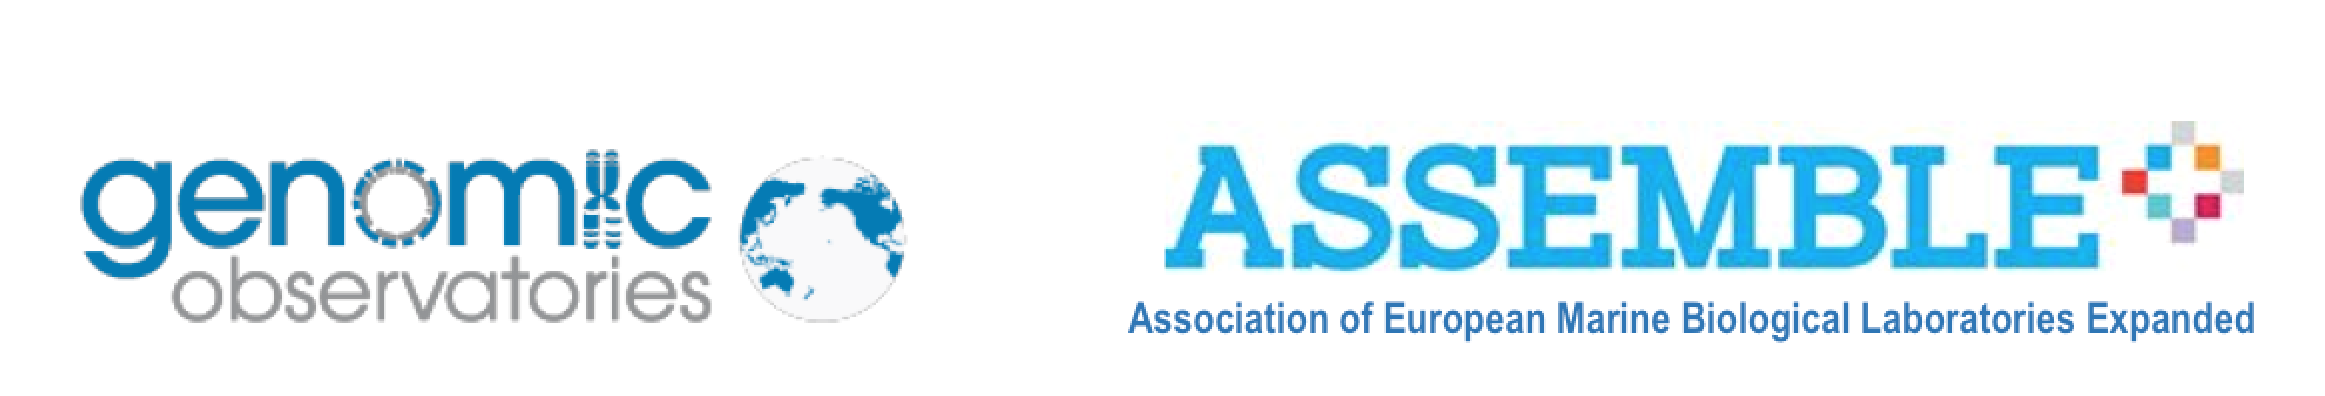 genomic
observatories
ASSEMBLE
Association of European Marine Biological Laboratories Expanded